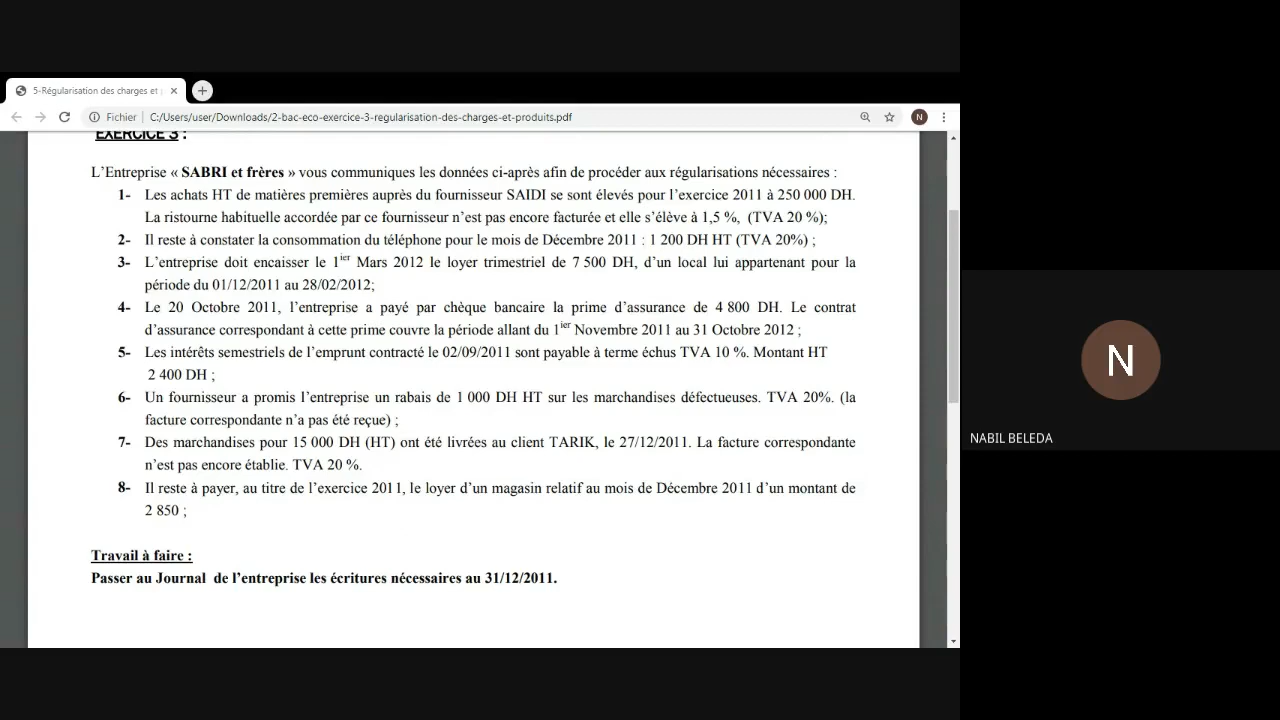 5-Régularisation des charges et
Fichier
C:/Users/user/Downloads/2-bac-eco-exercice-3-regularisation-des-charges-et-produits.pdf
N
EXERCICE 3 :
L'Entreprise « SABRI et frères » vous communiques les données ci-après afin de procéder aux régularisations nécessaires :
1- Les achats HT de matières premières auprès du fournisseur SAIDI se sont élevés pour l'exercice 2011 à 250 000 DH.
La ristourne habituelle accordée par ce fournisseur n'est pas encore facturée et elle s'élève à 1,5 %, (TVA 20 %);
2- Il reste à constater la consommation du téléphone pour le mois de Décembre 2011 : 1 200 DH HT (TVA 20%) ;
3- L'entreprise doit encaisser le 1ier Mars 2012 le loyer trimestriel de 7 500 DH, d'un local lui appartenant pour la
période du 01/12/2011 au 28/02/2012;
4- Le 20 Octobre 2011, l'entreprise a payé par chèque bancaire la prime d'assurance de 4 800 DH. Le contrat
d'assurance correspondant à cette prime couvre la période allant du 1ier Novembre 2011 au 31 Octobre 2012 ;
5- Les intérêts semestriels de l'emprunt contracté le 02/09/2011 sont payable à terme échus TVA 10 %. Montant HT
2 400 DH ;
6- Un fournisseur a promis l'entreprise un rabais de 1 000 DH HT sur les marchandises défectueuses. TVA 20%. (la
facture correspondante n'a pas été reçue) ;
7- Des marchandises pour 15 000 DH (HT) ont été livrées au client TARIK, le 27/12/2011. La facture correspondante
n'est pas encore établie. TVA 20 %.
8- Il reste à payer, au titre de l'exercice 2011, le loyer d'un magasin relatif au mois de Décembre 2011 d'un montant de
2 850 ;
Travail à faire :
Passer au Journal de l'entreprise les écritures nécessaires au 31/12/2011.
N
NABIL BELEDA